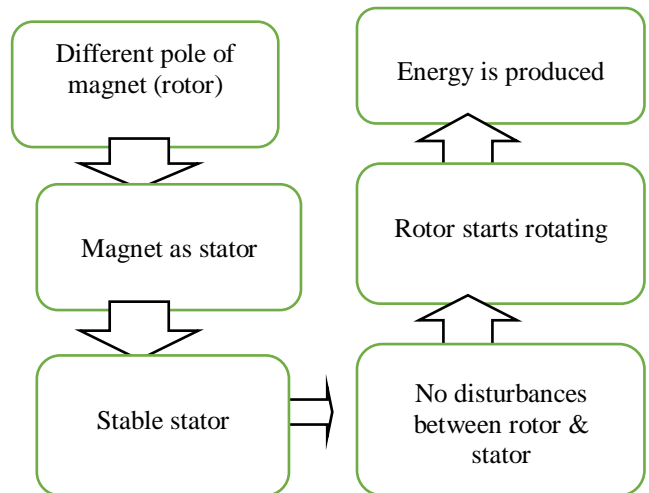 Different pole of
magnet (rotor)
Magnet as stator
Stable stator
No disturbances
between rotor &
stator
Rotor starts rotating
Energy is produced